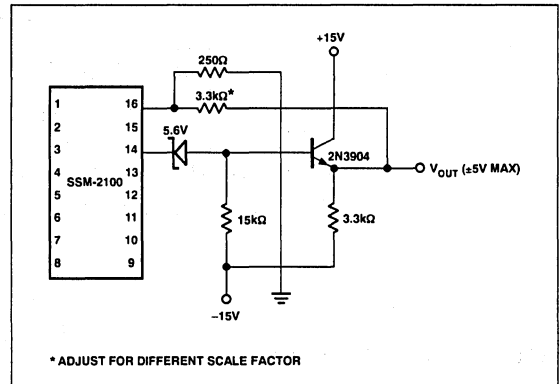 +15V
250Ω
3.3kΩ*
5.6V
1 16
2 15
3 14
4 13
SSM-2100
5 12
6 11
7 10
8 9
2N3904
V_OUT (±5V MAX)
15kΩ
3.3kΩ
–15V
* ADJUST FOR DIFFERENT SCALE FACTOR